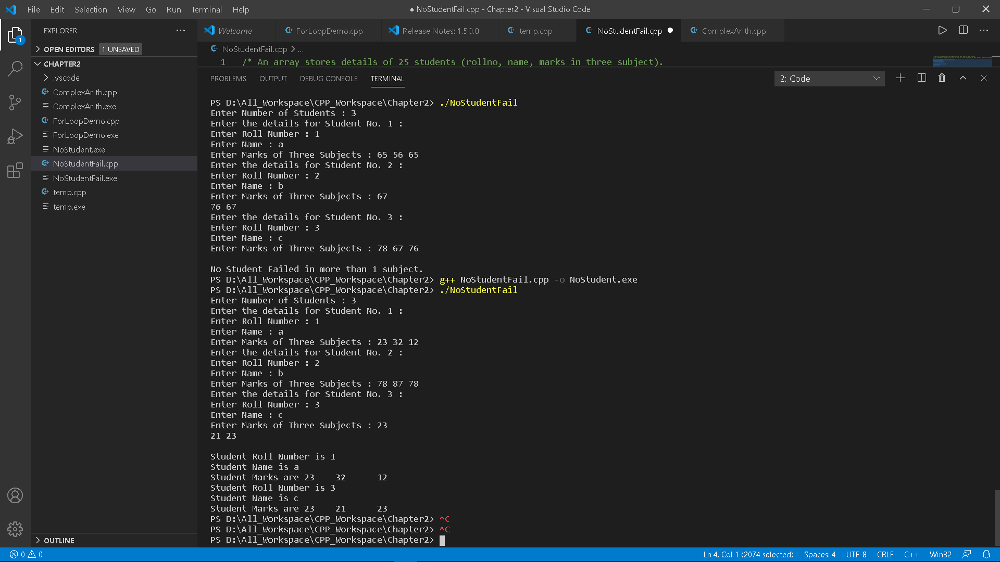 File Edit Selection View Go Run Terminal Help
● NoStudentFail.cpp - Chapter2 - Visual Studio Code
EXPLORER
Welcome
ForLoopDemo.cpp
Release Notes: 1.50.0
temp.cpp
NoStudentFail.cpp
ComplexArith.cpp
1
OPEN EDITORS 1 UNSAVED
CHAPTER2
.vscode
ComplexArith.cpp
ComplexArith.exe
ForLoopDemo.cpp
ForLoopDemo.exe
NoStudent.exe
NoStudentFail.cpp
NoStudentFail.exe
temp.cpp
temp.exe
OUTLINE
NoStudentFail.cpp > ...
1 /* An array stores details of 25 students (rollno, name, marks in three subject).
PROBLEMS OUTPUT DEBUG CONSOLE TERMINAL
2: Code
PS D:\All_Workspace\CPP_Workspace\Chapter2> ./NoStudentFail
Enter Number of Students : 3
Enter the details for Student No. 1 :
Enter Roll Number : 1
Enter Name : a
Enter Marks of Three Subjects : 65 56 65
Enter the details for Student No. 2 :
Enter Roll Number : 2
Enter Name : b
Enter Marks of Three Subjects : 67
76 67
Enter the details for Student No. 3 :
Enter Roll Number : 3
Enter Name : c
Enter Marks of Three Subjects : 78 67 76
No Student Failed in more than 1 subject.
PS D:\All_Workspace\CPP_Workspace\Chapter2> g++ NoStudentFail.cpp -o NoStudent.exe
PS D:\All_Workspace\CPP_Workspace\Chapter2> ./NoStudentFail
Enter Number of Students : 3
Enter the details for Student No. 1 :
Enter Roll Number : 1
Enter Name : a
Enter Marks of Three Subjects : 23 32 12
Enter the details for Student No. 2 :
Enter Roll Number : 2
Enter Name : b
Enter Marks of Three Subjects : 78 87 78
Enter the details for Student No. 3 :
Enter Roll Number : 3
Enter Name : c
Enter Marks of Three Subjects : 23
21 23
Student Roll Number is 1
Student Name is a
Student Marks are 23 32 12
Student Roll Number is 3
Student Name is c
Student Marks are 23 21 23
PS D:\All_Workspace\CPP_Workspace\Chapter2> ^C
PS D:\All_Workspace\CPP_Workspace\Chapter2> ^C
PS D:\All_Workspace\CPP_Workspace\Chapter2>
0 0
Ln 4, Col 1 (2074 selected) Spaces: 4 UTF-8 CRLF C++ Win32